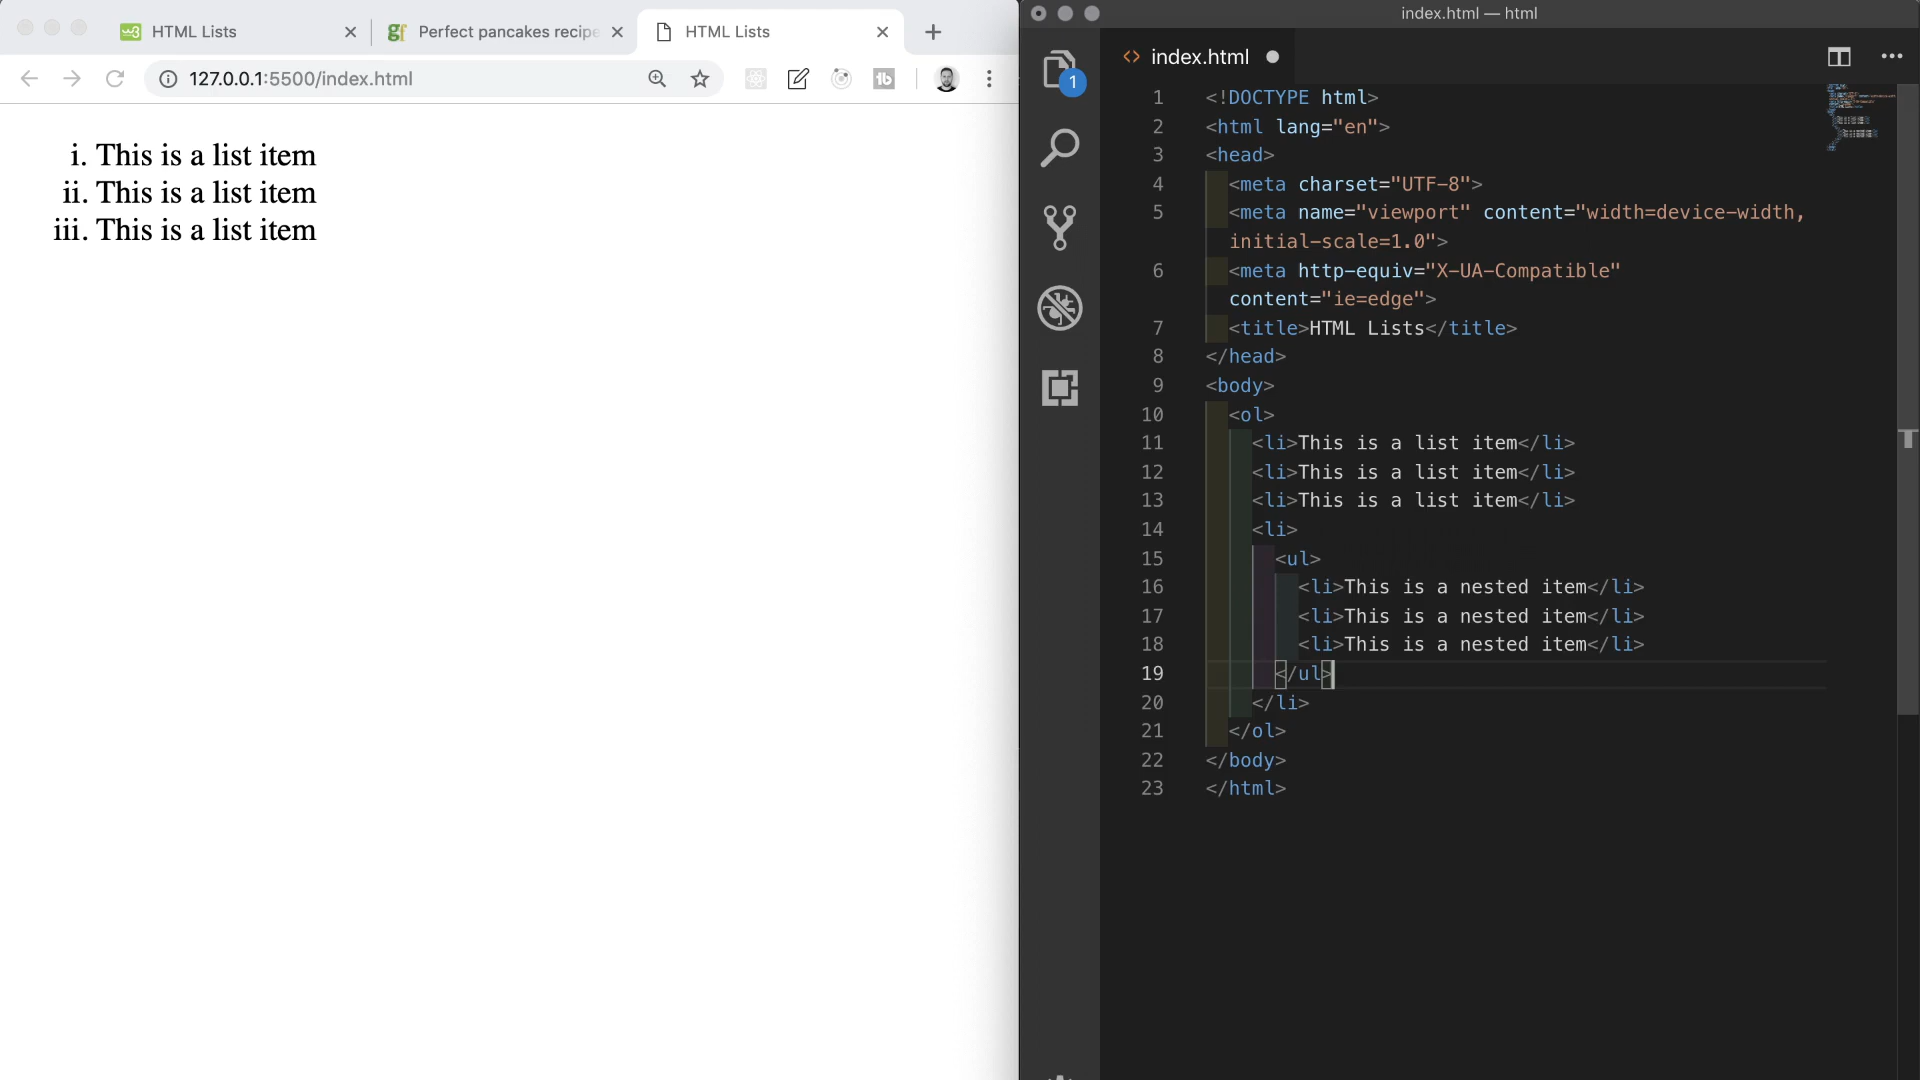 HTML Lists
Perfect pancakes recipe
HTML Lists
127.0.0.1:5500/index.html
i. This is a list item
ii. This is a list item
iii. This is a list item
index.html — html
index.html
1
1 <!DOCTYPE html>
2 <html lang="en">
3 <head>
4 <meta charset="UTF-8">
5 <meta name="viewport" content="width=device-width,
initial-scale=1.0">
6 <meta http-equiv="X-UA-Compatible"
content="ie=edge">
7 <title>HTML Lists</title>
8 </head>
9 <body>
10 <ol>
11 <li>This is a list item</li>
12 <li>This is a list item</li>
13 <li>This is a list item</li>
14 <li>
15 <ul>
16 <li>This is a nested item</li>
17 <li>This is a nested item</li>
18 <li>This is a nested item</li>
19 </ul>
20 </li>
21 </ol>
22 </body>
23 </html>